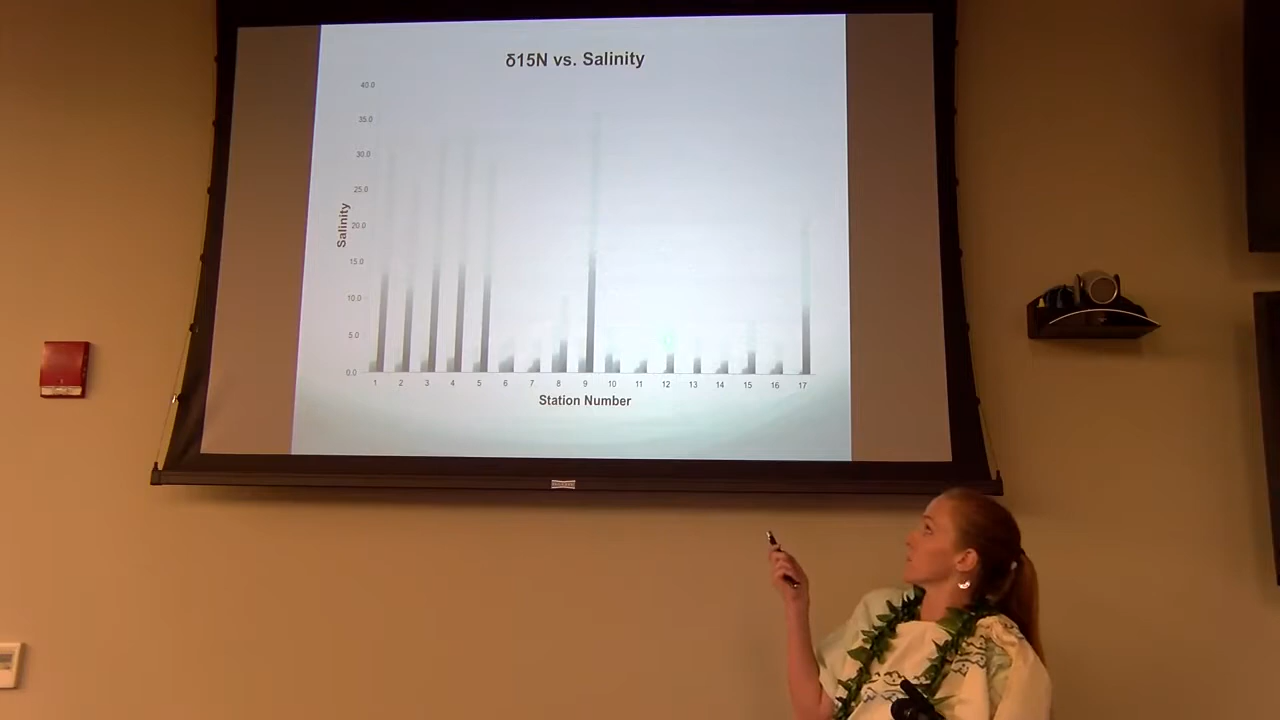 δ15N vs. Salinity
40.0
35.0
30.0
25.0
20.0
15.0
10.0
5.0
0.0
Salinity
1 2 3 4 5 6 7 8 9 10 11 12 13 14 15 16 17
Station Number